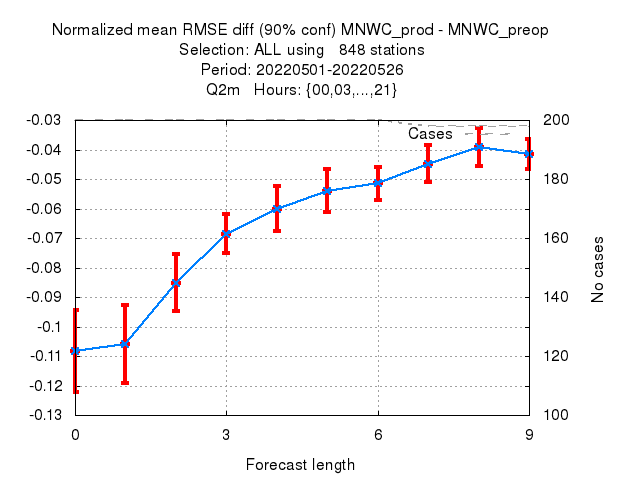 Normalized mean RMSE diff (90% conf) MNWC_prod - MNWC_preop
Selection: ALL using   848 stations
Period: 20220501-20220526
Q2m   Hours: {00,03,...,21}
-0.03
-0.04
-0.05
-0.06
-0.07
-0.08
-0.09
-0.1
-0.11
-0.12
-0.13
Cases
200
180
160
140
120
100
No cases
0 3 6 9
Forecast length